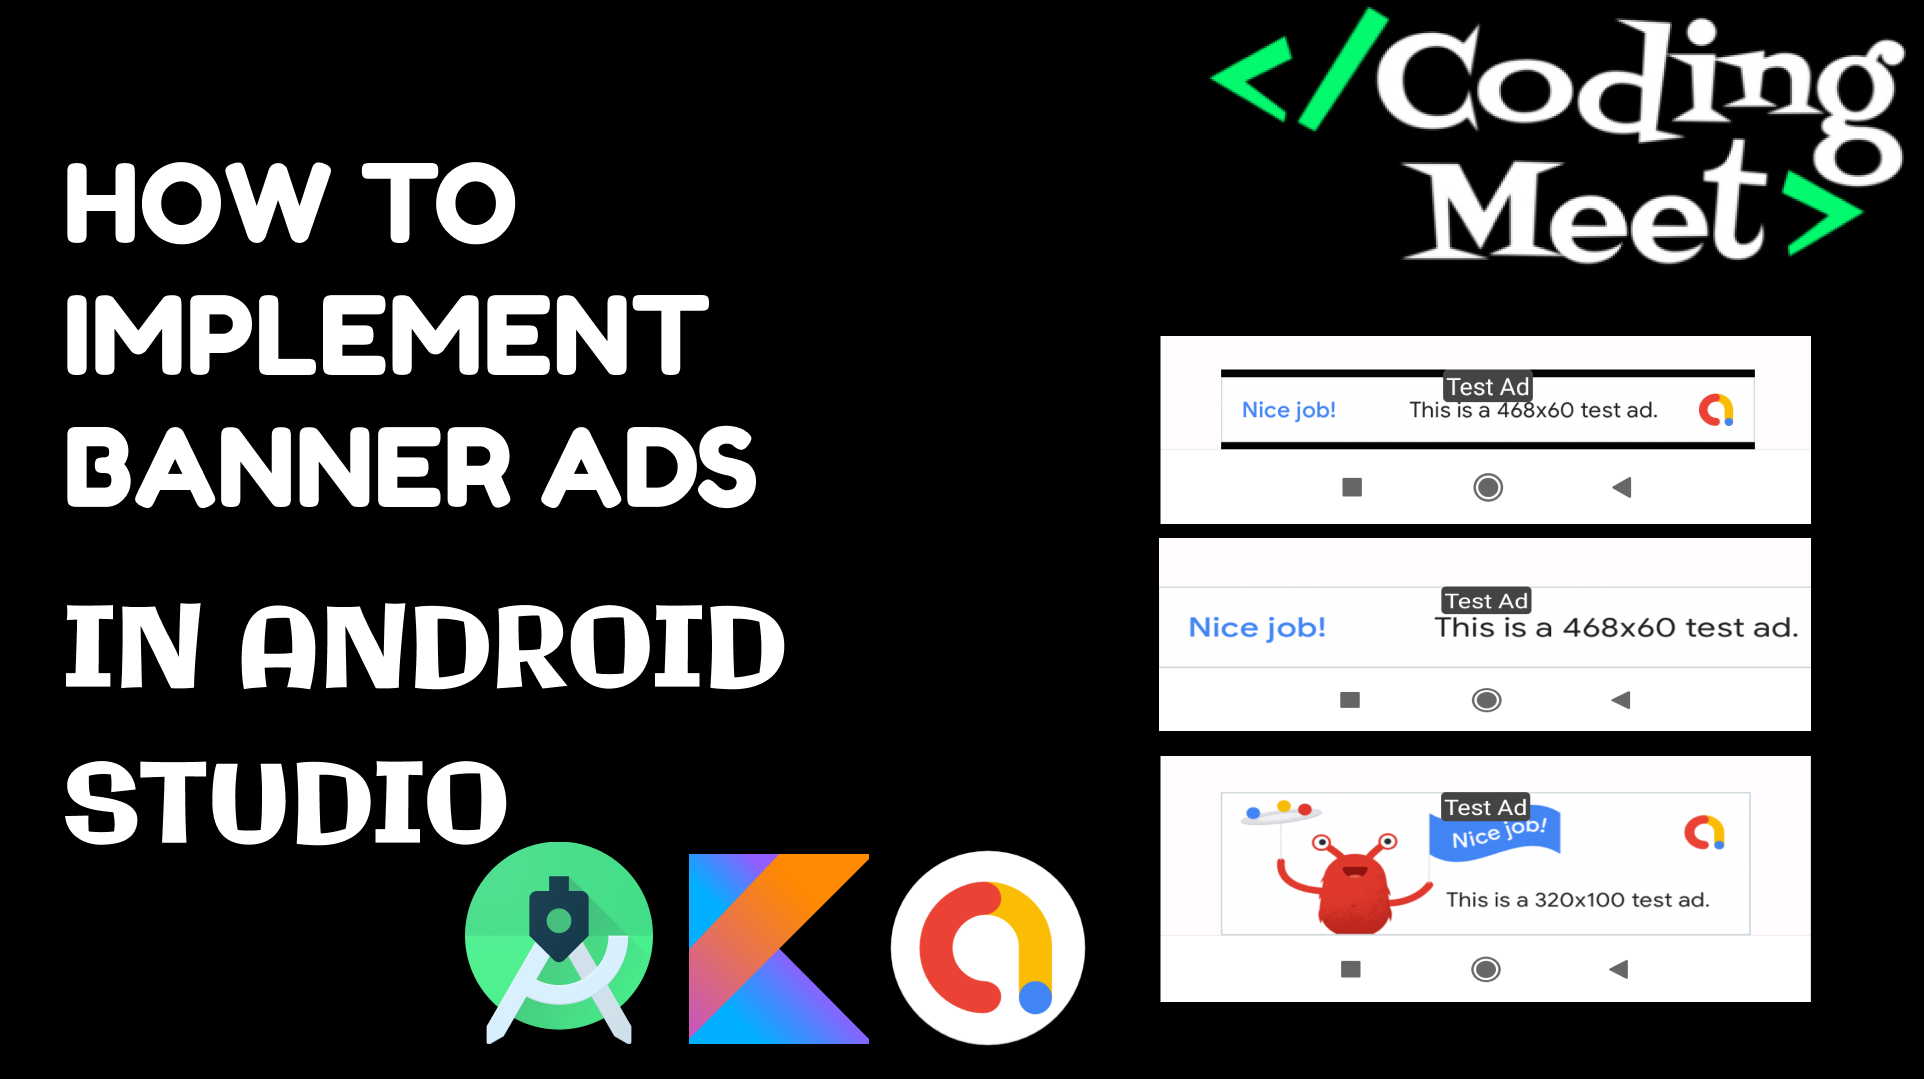 </Coding
Meet>
HOW TO
IMPLEMENT
BANNER ADS
IN ANDROID
STUDIO
Test Ad
Nice job! This is a 468x60 test ad.
Test Ad
Nice job! This is a 468x60 test ad.
Test Ad
Nice job!
This is a 320x100 test ad.